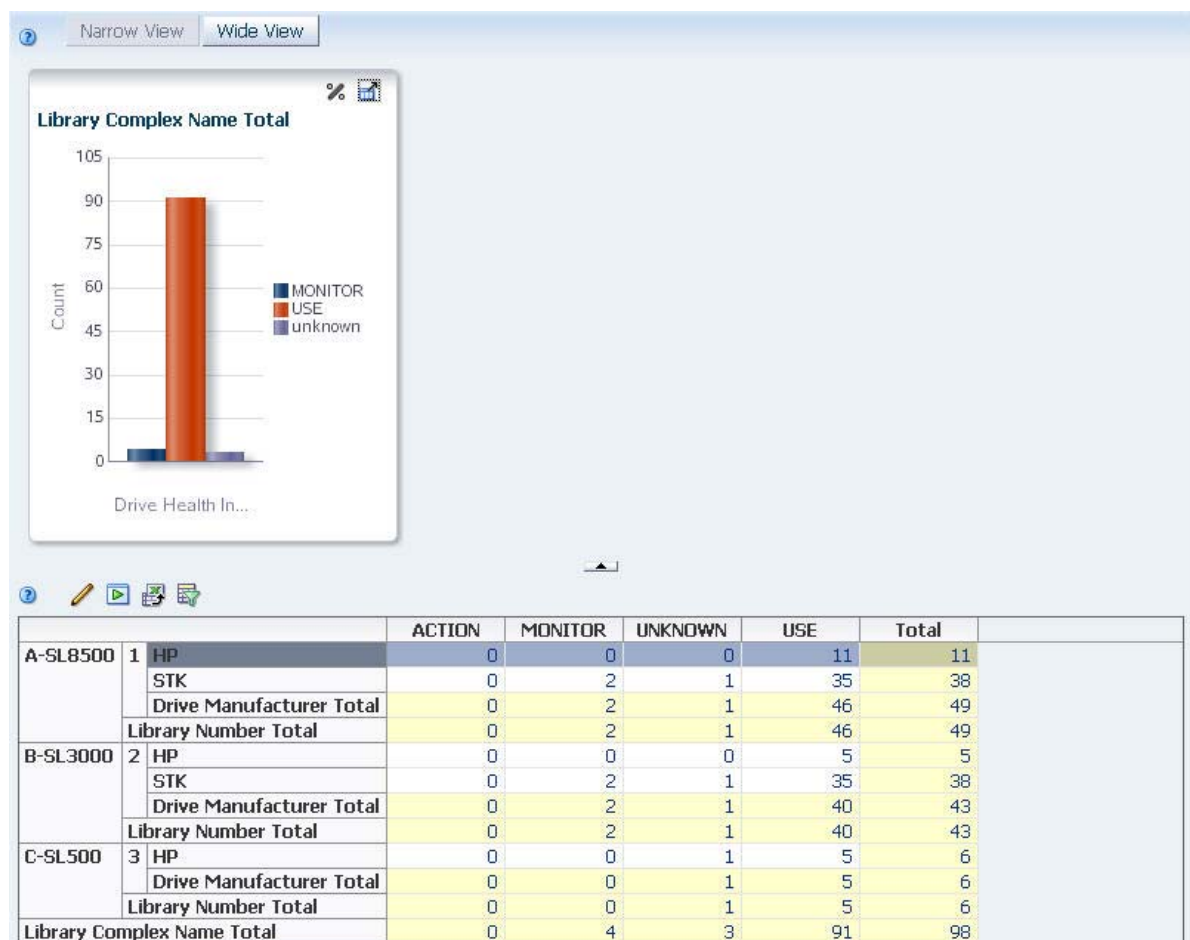 Narrow View Wide View
Library Complex Name Total
105
90
75
60
45
30
15
0
Count
MONITOR
USE
unknown
Drive Health In...
ACTION MONITOR UNKNOWN USE Total
A-SL8500 1 HP 0 0 0 11 11
STK 0 2 1 35 38
Drive Manufacturer Total 0 2 1 46 49
Library Number Total 0 2 1 46 49
B-SL3000 2 HP 0 0 0 5 5
STK 0 2 1 35 38
Drive Manufacturer Total 0 2 1 40 43
Library Number Total 0 2 1 40 43
C-SL500 3 HP 0 0 1 5 6
Drive Manufacturer Total 0 0 1 5 6
Library Number Total 0 0 1 5 6
Library Complex Name Total 0 4 3 91 98